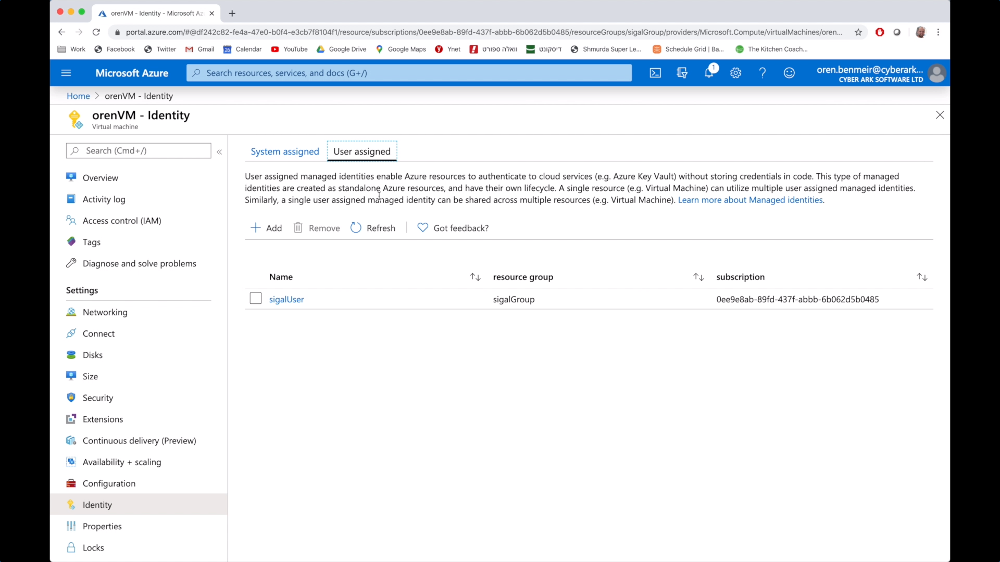 orenVM - Identity - Microsoft Az
portal.azure.com/#@df242c82-fe4a-47e0-b0f4-e3cb7f8104f1/resource/subscriptions/0ee9e8ab-89fd-437f-abbb-6b062d5b0485/resourceGroups/sigalGroup/providers/Microsoft.Compute/virtualMachines/oren...
Work Facebook Twitter Gmail 26 Calendar YouTube Google Drive Google Maps Ynet וואלה ספורט דיסקונט Shmurda Super Le... Schedule Grid | Ba... The Kitchen Coach...
Microsoft Azure
Search resources, services, and docs (G+/)
1
oren.benmeir@cyberark...
CYBER ARK SOFTWARE LTD
Home > orenVM - Identity
orenVM - Identity
Virtual machine
Search (Cmd+/)
Overview
Activity log
Access control (IAM)
Tags
Diagnose and solve problems
Settings
Networking
Connect
Disks
Size
Security
Extensions
Continuous delivery (Preview)
Availability + scaling
Configuration
Identity
Properties
Locks
System assigned User assigned
User assigned managed identities enable Azure resources to authenticate to cloud services (e.g. Azure Key Vault) without storing credentials in code. This type of managed
identities are created as standalone Azure resources, and have their own lifecycle. A single resource (e.g. Virtual Machine) can utilize multiple user assigned managed identities.
Similarly, a single user assigned managed identity can be shared across multiple resources (e.g. Virtual Machine). Learn more about Managed identities.
Add Remove Refresh Got feedback?
Name resource group subscription
sigalUser sigalGroup 0ee9e8ab-89fd-437f-abbb-6b062d5b0485